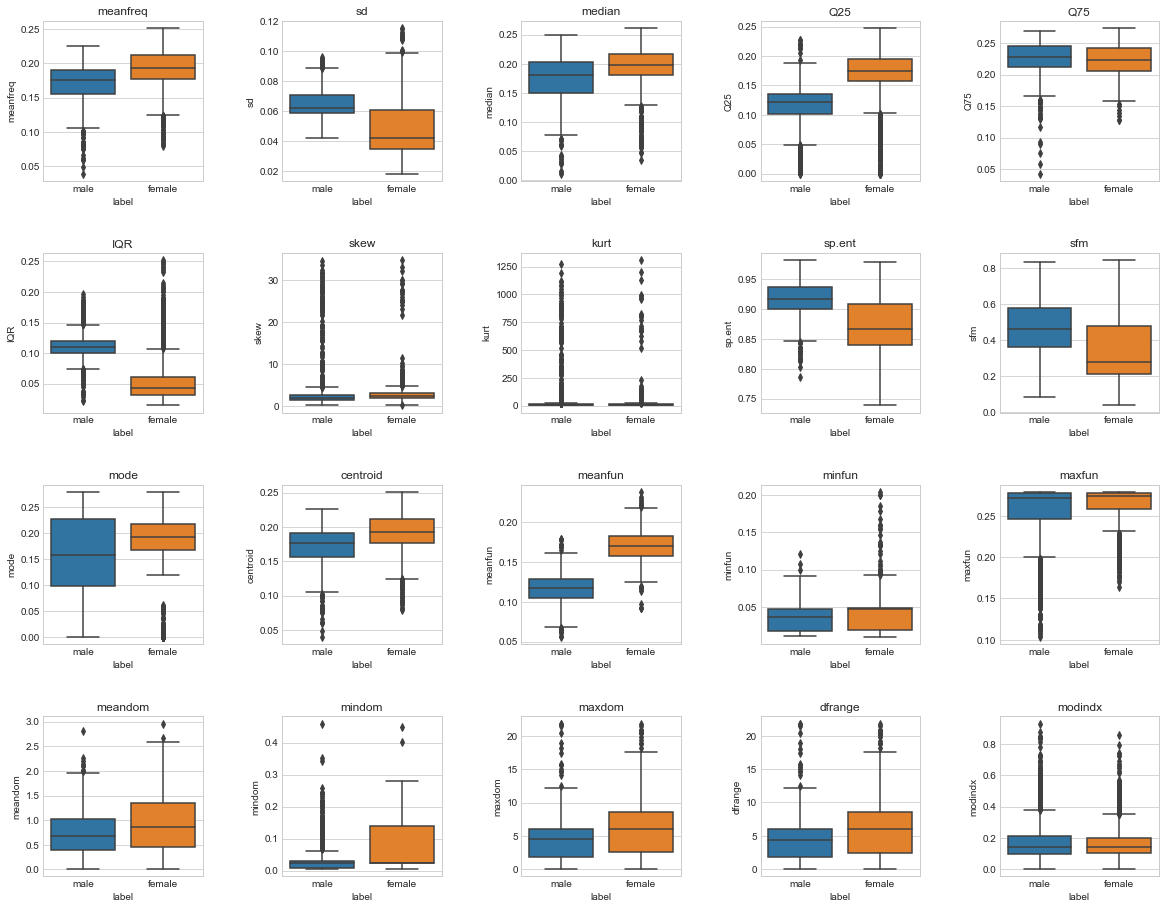 meanfreq sd median Q25 Q75
0.25 0.12 0.25 0.25 0.25
0.20 0.10 0.20 0.20 0.20
0.15 0.08 0.15 0.15 0.15
0.10 0.06 0.10 0.10 0.10
0.05 0.04 0.05 0.05 0.05
0.02 0.00 0.00
meanfreq sd median Q25 Q75
male female male female male female male female male female
label label label label label
IQR skew kurt sp.ent sfm
0.25 30 1250 0.95 0.8
0.20 20 1000 0.90 0.6
0.15 10 750 0.85 0.4
0.10 0 500 0.80 0.2
0.05 250 0.75 0.0
0
IQR skew kurt sp.ent sfm
male female male female male female male female male female
label label label label label
mode centroid meanfun minfun maxfun
0.25 0.25 0.20 0.20 0.25
0.20 0.20 0.15 0.15 0.20
0.15 0.15 0.10 0.10 0.15
0.10 0.10 0.05 0.05 0.10
0.05 0.05
0.00
mode centroid meanfun minfun maxfun
male female male female male female male female male female
label label label label label
meandom mindom maxdom dfrange modindx
3.0 0.4 20 20 0.8
2.5 0.3 15 15 0.6
2.0 0.2 10 10 0.4
1.5 0.1 5 5 0.2
1.0 0.0 0 0 0.0
0.5
0.0
meandom mindom maxdom dfrange modindx
male female male female male female male female male female
label label label label label